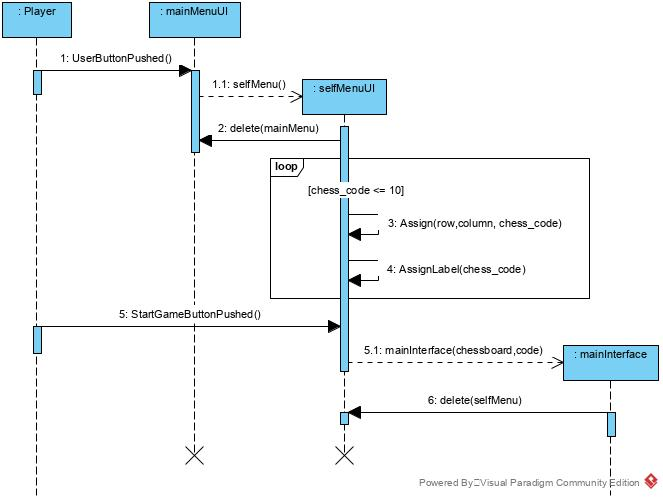 : Player
: mainMenuUI
1: UserButtonPushed()
1.1: selfMenu()
: selfMenuUI
2: delete(mainMenu)
loop
[chess_code <= 10]
3: Assign(row,column, chess_code)
4: AssignLabel(chess_code)
5: StartGameButtonPushed()
5.1: mainInterface(chessboard,code)
: mainInterface
6: delete(selfMenu)
Powered By Visual Paradigm Community Edition